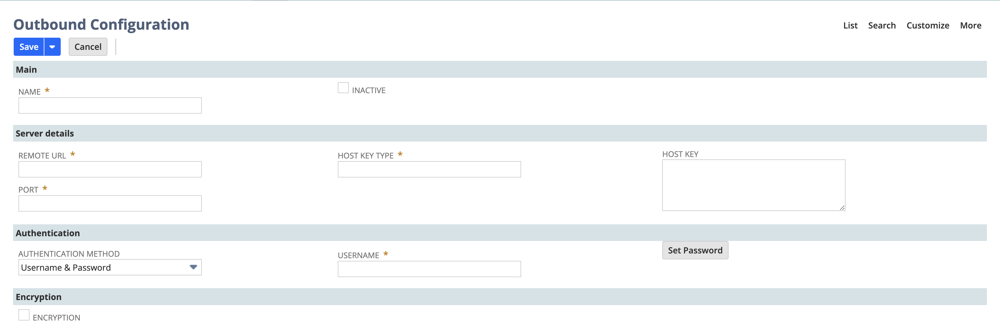 Outbound Configuration
List Search Customize More
Save Cancel
Main
NAME *
INACTIVE
Server details
REMOTE URL *
HOST KEY TYPE *
HOST KEY
PORT *
Authentication
AUTHENTICATION METHOD
Username & Password
USERNAME *
Set Password
Encryption
ENCRYPTION